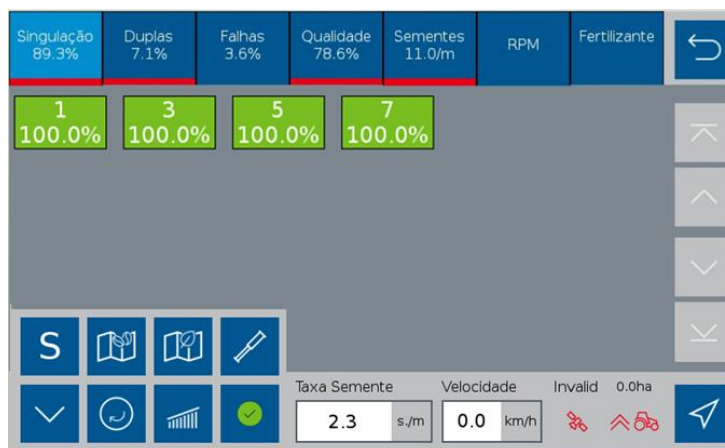 Singulação
89.3%
Duplas
7.1%
Falhas
3.6%
Qualidade
78.6%
Sementes
11.0/m
RPM
Fertilizante
1
100.0%
3
100.0%
5
100.0%
7
100.0%
S
Taxa Semente
2.3 s./m
Velocidade
0.0 km/h
Invalid 0.0ha